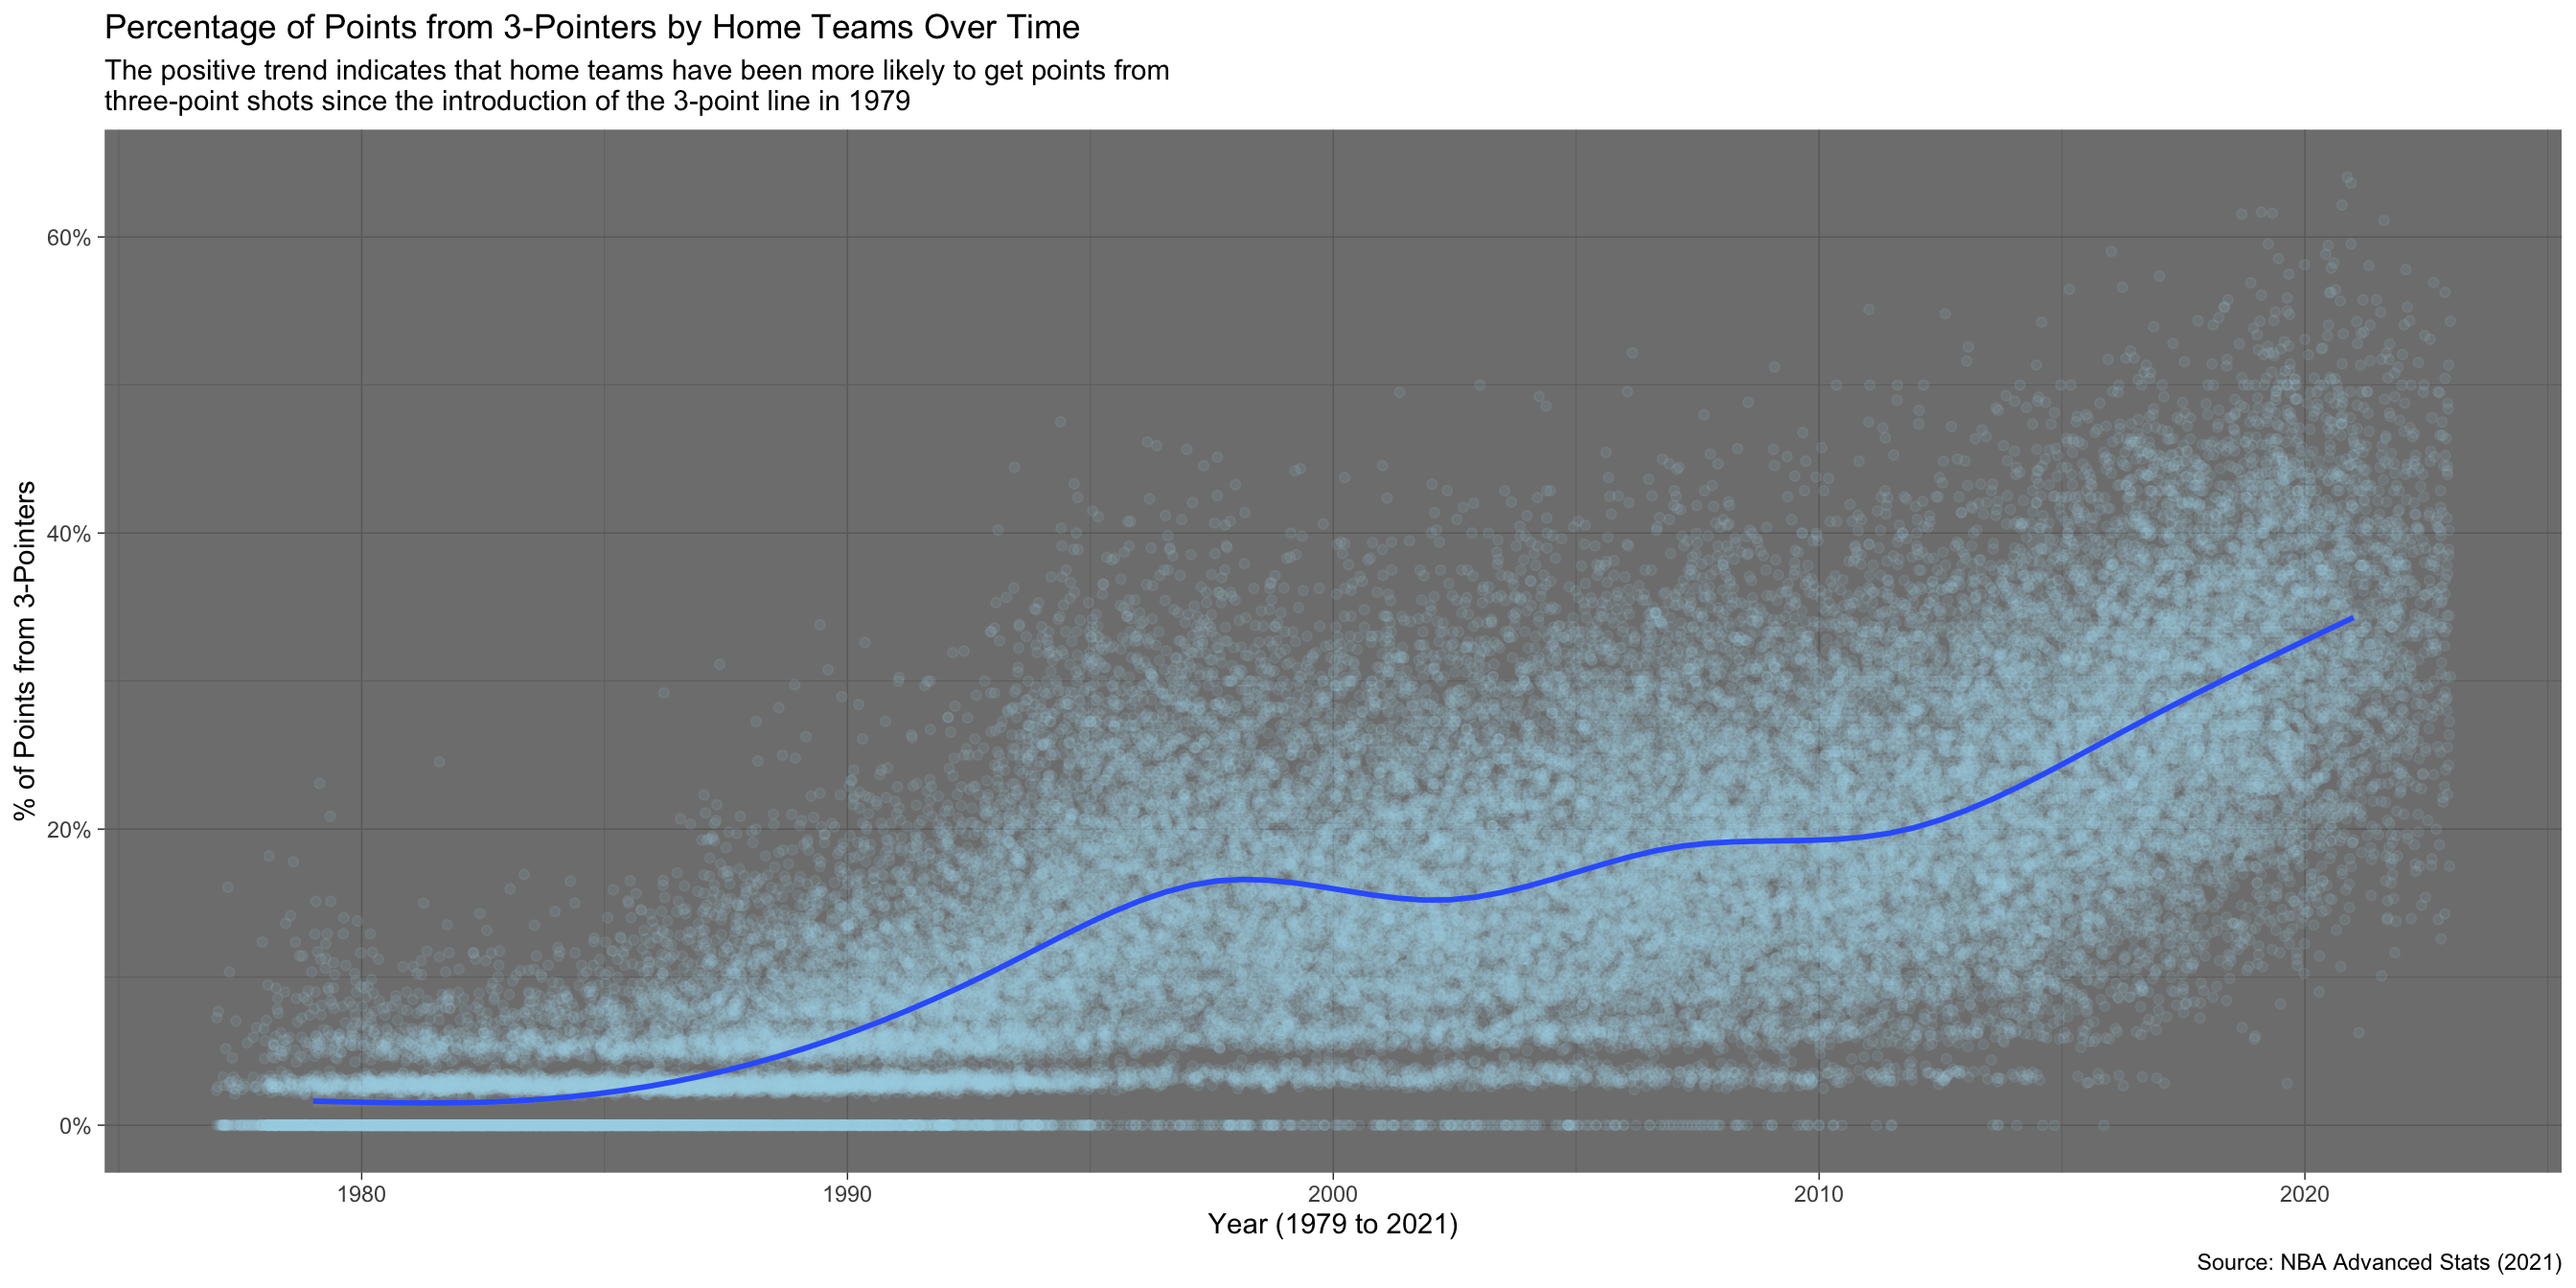 Percentage of Points from 3-Pointers by Home Teams Over Time
The positive trend indicates that home teams have been more likely to get points from
three-point shots since the introduction of the 3-point line in 1979
% of Points from 3-Pointers
60%
40%
20%
0%
1980 1990 2000 2010 2020
Year (1979 to 2021)
Source: NBA Advanced Stats (2021)